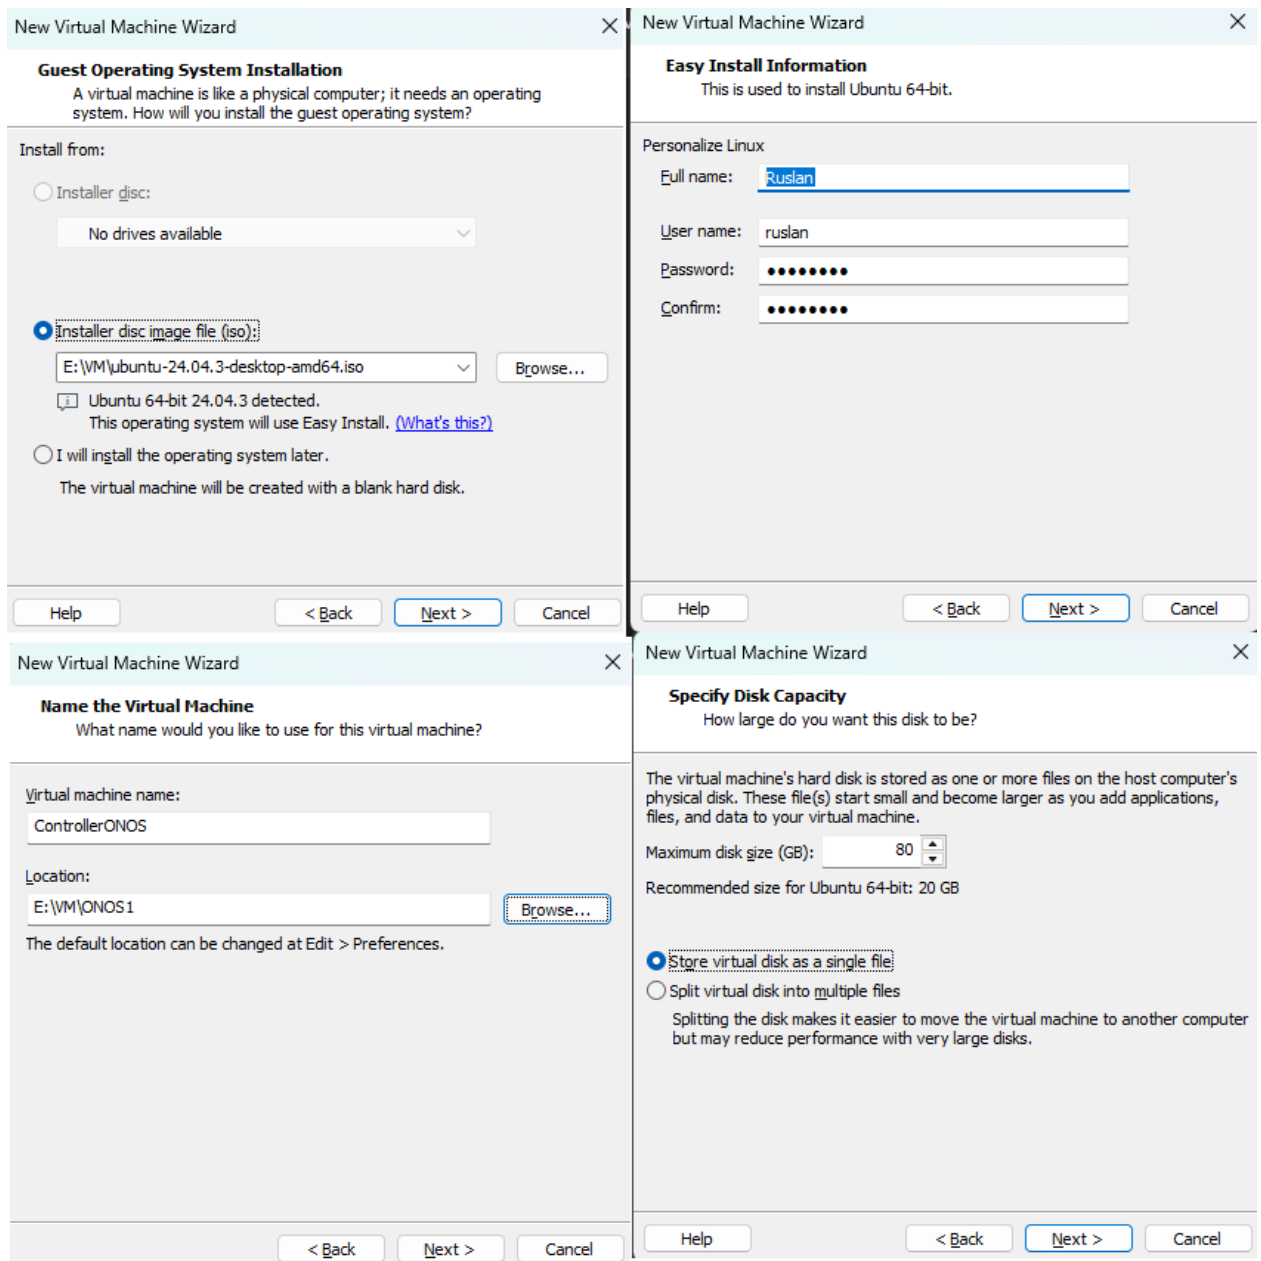 New Virtual Machine Wizard
Guest Operating System Installation
A virtual machine is like a physical computer; it needs an operating
system. How will you install the guest operating system?
Install from:
Installer disc:
No drives available
Installer disc image file (iso):
E:\VM\ubuntu-24.04.3-desktop-amd64.iso
Browse...
Ubuntu 64-bit 24.04.3 detected.
This operating system will use Easy Install. (What's this?)
I will install the operating system later.
The virtual machine will be created with a blank hard disk.
Help
< Back
Next >
Cancel
New Virtual Machine Wizard
Easy Install Information
This is used to install Ubuntu 64-bit.
Personalize Linux
Full name: Ruslan
User name: ruslan
Password: ●●●●●●●●
Confirm: ●●●●●●●●
Help
< Back
Next >
Cancel
New Virtual Machine Wizard
Name the Virtual Machine
What name would you like to use for this virtual machine?
Virtual machine name:
ControllerONOS
Location:
E:\VM\ONOS1
Browse...
The default location can be changed at Edit > Preferences.
< Back
Next >
Cancel
New Virtual Machine Wizard
Specify Disk Capacity
How large do you want this disk to be?
The virtual machine's hard disk is stored as one or more files on the host computer's
physical disk. These file(s) start small and become larger as you add applications,
files, and data to your virtual machine.
Maximum disk size (GB): 80
Recommended size for Ubuntu 64-bit: 20 GB
Store virtual disk as a single file
Split virtual disk into multiple files
Splitting the disk makes it easier to move the virtual machine to another computer
but may reduce performance with very large disks.
Help
< Back
Next >
Cancel